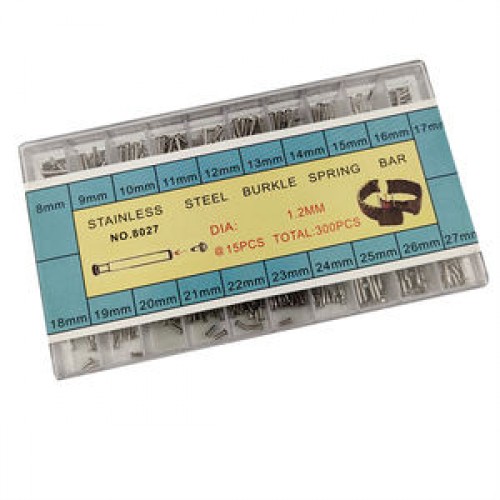 8mm 9mm 10mm 11mm 12mm 13mm 14mm 15mm 16mm 17mm
STAINLESS STEEL BURKLE SPRING BAR
NO.8027
DIA: 1.2MM
@15PCS TOTAL:300PCS
18mm 19mm 20mm 21mm 22mm 23mm 24mm 25mm 26mm 27mm